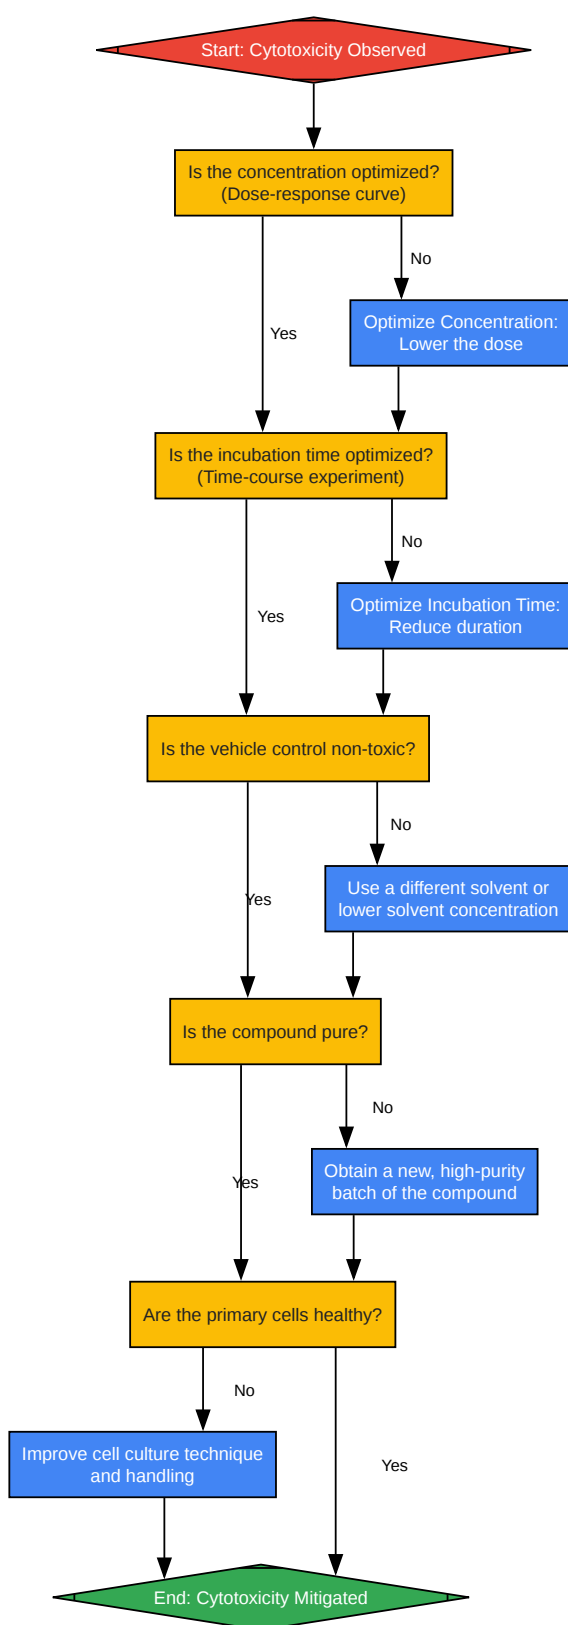 Start: Cytotoxicity Observed
Is the concentration optimized?
(Dose-response curve)
No
Optimize Concentration:
Lower the dose
Yes
Is the incubation time optimized?
(Time-course experiment)
No
Optimize Incubation Time:
Reduce duration
Yes
Is the vehicle control non-toxic?
No
Use a different solvent or
lower solvent concentration
Yes
Is the compound pure?
No
Obtain a new, high-purity
batch of the compound
Yes
Are the primary cells healthy?
No
Improve cell culture technique
and handling
Yes
End: Cytotoxicity Mitigated